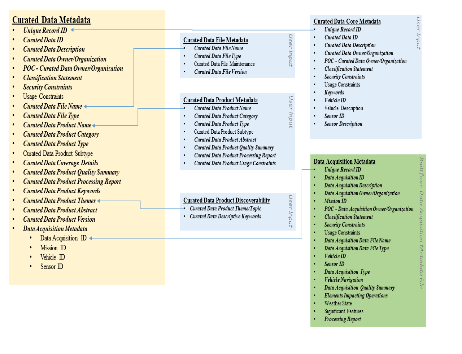 Curated Data Metadata
• Unique Record ID
• Curated Data ID
• Curated Data Description
• Curated Data Owner/Organization
• POC - Curated Data Owner/Organization
• Classification Statement
• Security Constraints
• Usage Constraints
• Curated Data File Name
• Curated Data File Type
• Curated Data Product Name
• Curated Data Product Category
• Curated Data Product Type
• Curated Data Product Subtype
• Curated Data Coverage Details
• Curated Data Product Quality Summary
• Curated Data Product Processing Report
• Curated Data Product Keywords
• Curated Data Product Themes
• Curated Data Product Abstract
• Curated Data Product Version
• Data Acquisition Metadata
• Data Acquisition ID
• Mission ID
• Vehicle ID
• Sensor ID
Curated Data File Metadata
• Curated Data File Name
• Curated Data File Type
• Curated Data File Maintenance
• Curated Data File Version
User Input
Curated Data Product Metadata
• Curated Data Product Name
• Curated Data Product Category
• Curated Data Product Type
• Curated Data Product Subtype
• Curated Data Product Abstract
• Curated Data Product Quality Summary
• Curated Data Product Processing Report
• Curated Data Product Usage Constraints
User Input
Curated Data Product Discoverability
• Curated Data Product Theme/Topic
• Curated Data Descriptive Keywords
User Input
Curated Data Core Metadata
• Unique Record ID
• Curated Data ID
• Curated Data Description
• Curated Data Owner/Organization
• POC - Curated Data Owner/Organization
• Classification Statement
• Security Constraints
• Usage Constraints
• Keywords
• Vehicle ID
• Vehicle Description
• Sensor ID
• Sensor Description
User Input
Data Acquisition Metadata
• Unique Record ID
• Data Acquisition ID
• Data Acquisition Description
• Data Acquisition Owner/Organization
• Mission ID
• POC - Data Acquisition Owner/Organization
• Classification Statement
• Security Constraints
• Usage Constraints
• Data Acquisition Data File Name
• Data Acquisition Data File Type
• Vehicle ID
• Sensor ID
• Data Acquisition Type
• Vehicle Navigation
• Data Acquisition Quality Summary
• Elements Impacting Operations
• Weather State
• Significant Features
• Processing Report